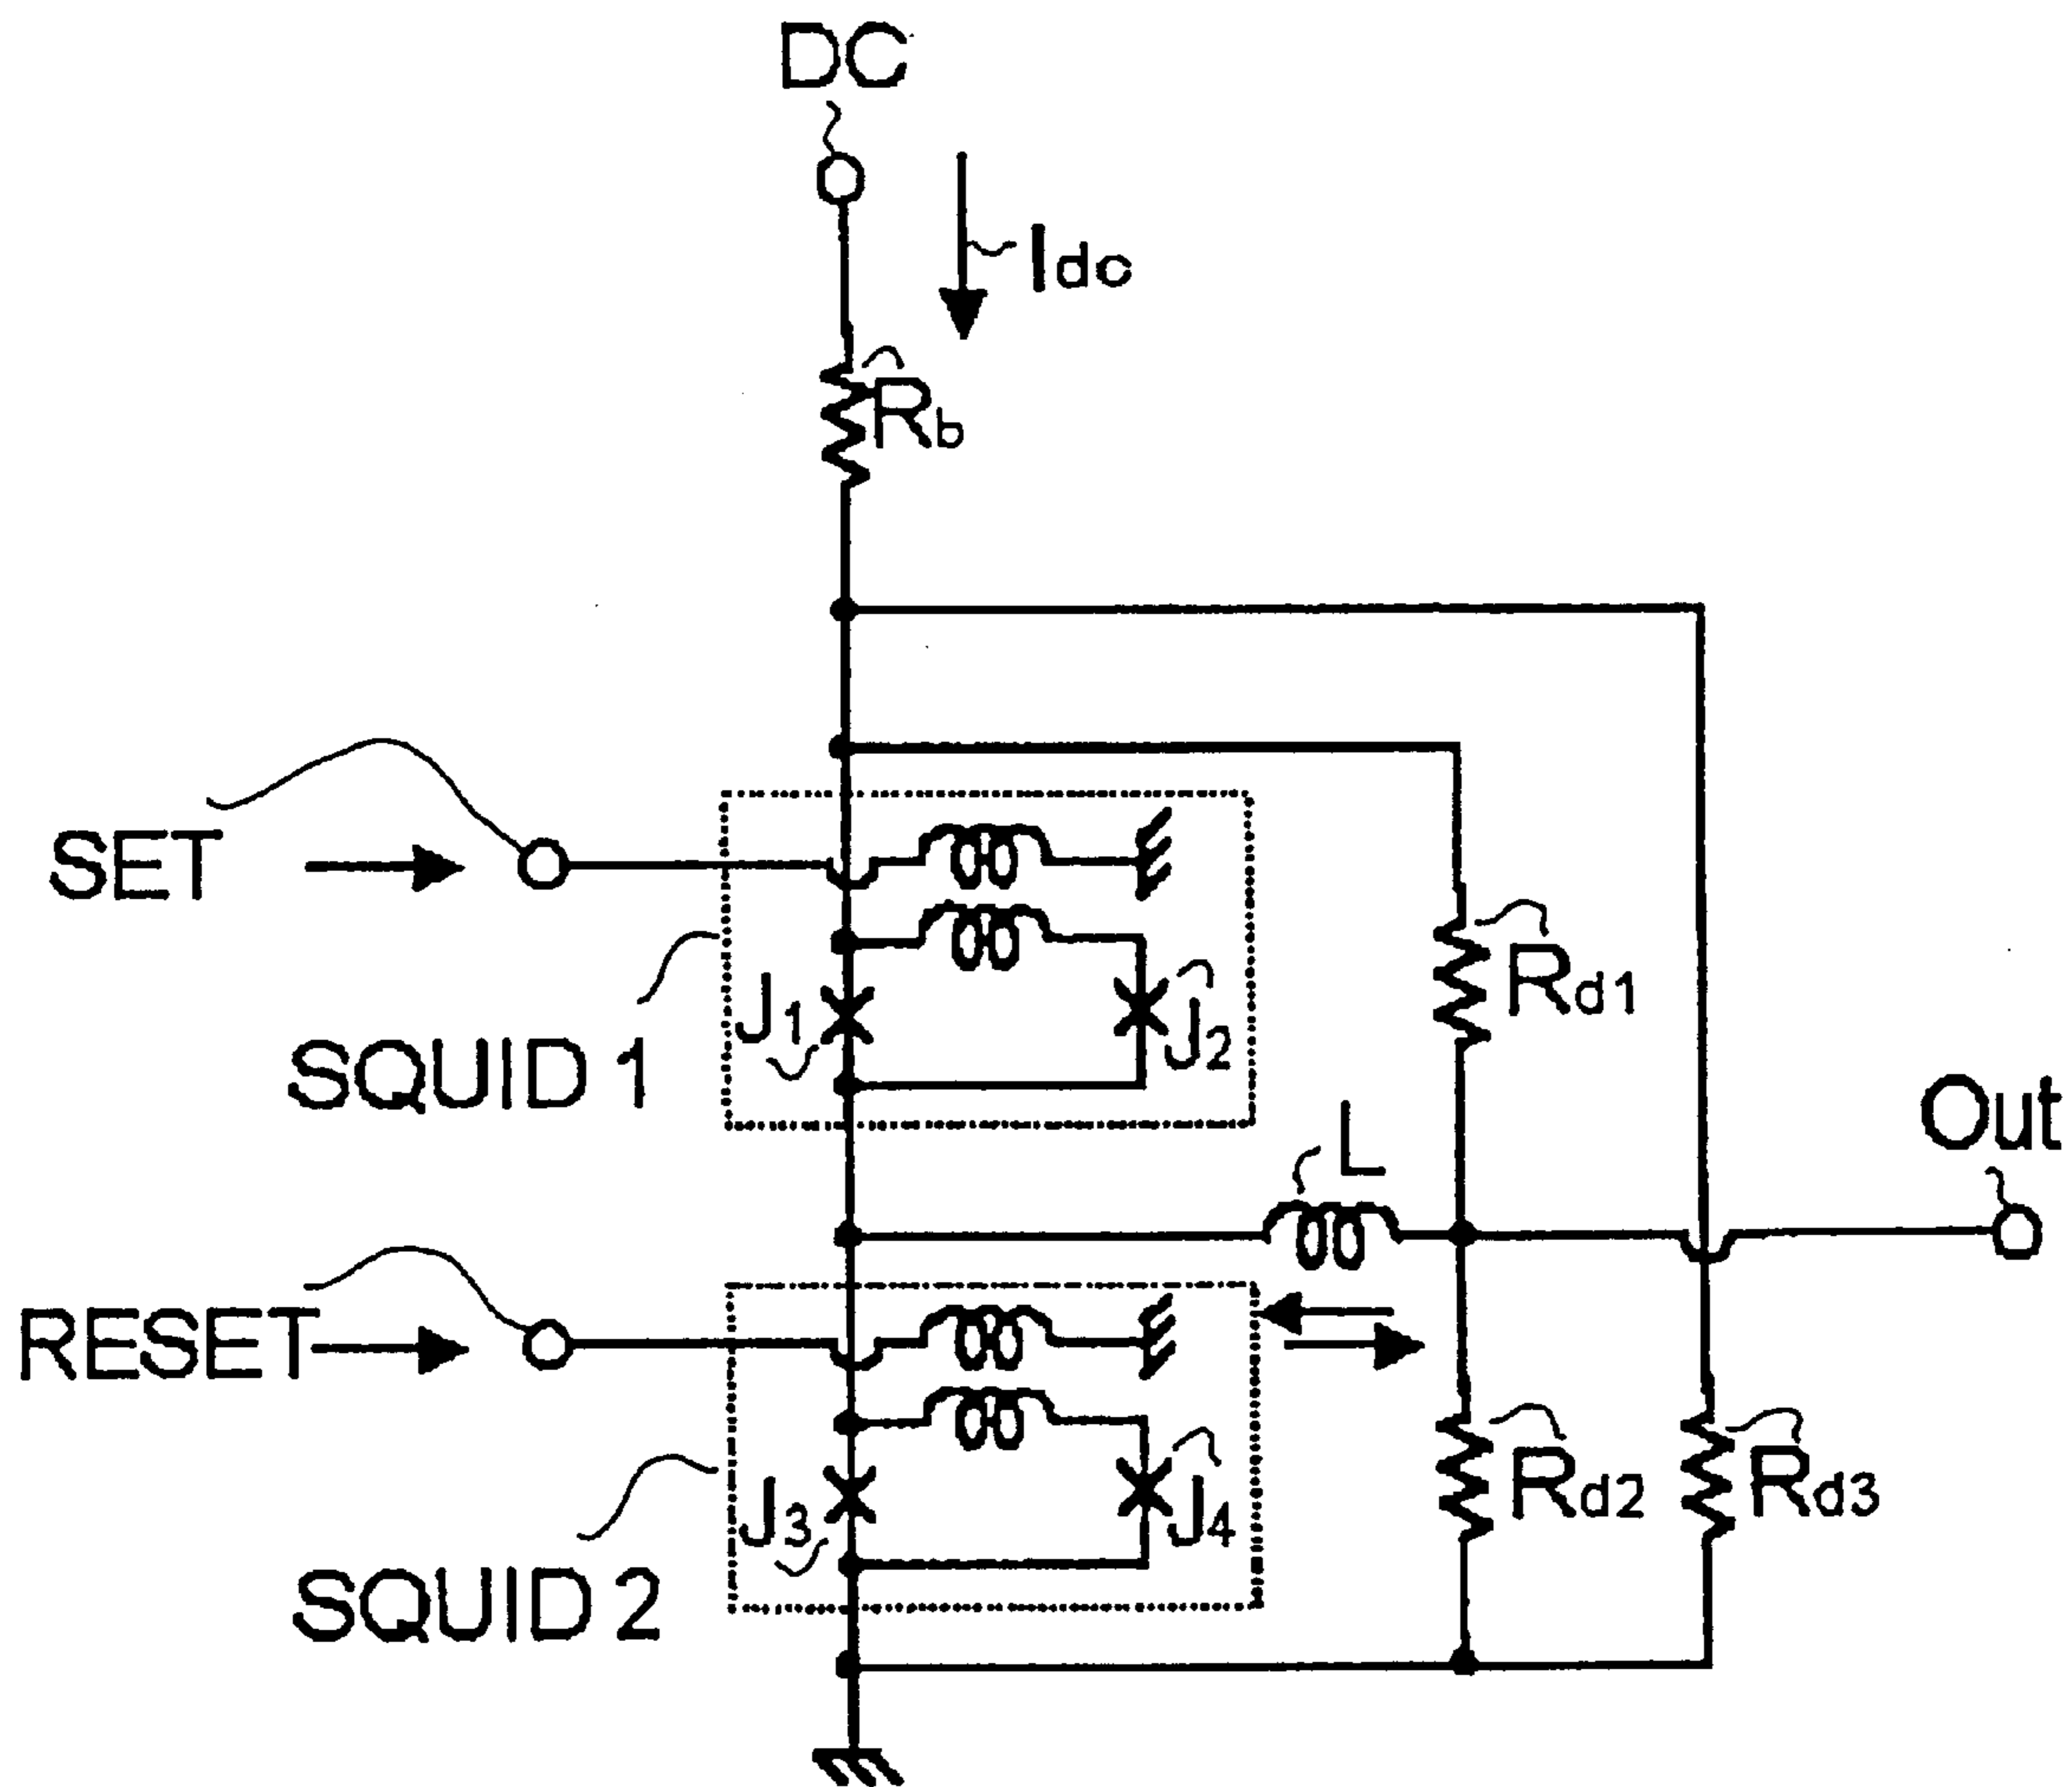 DC
Idc
Rb
SET
J1
J2
Rd1
SQUID 1
Out
L
RESET
J3
J4
Rd2
Rd3
SQUID 2